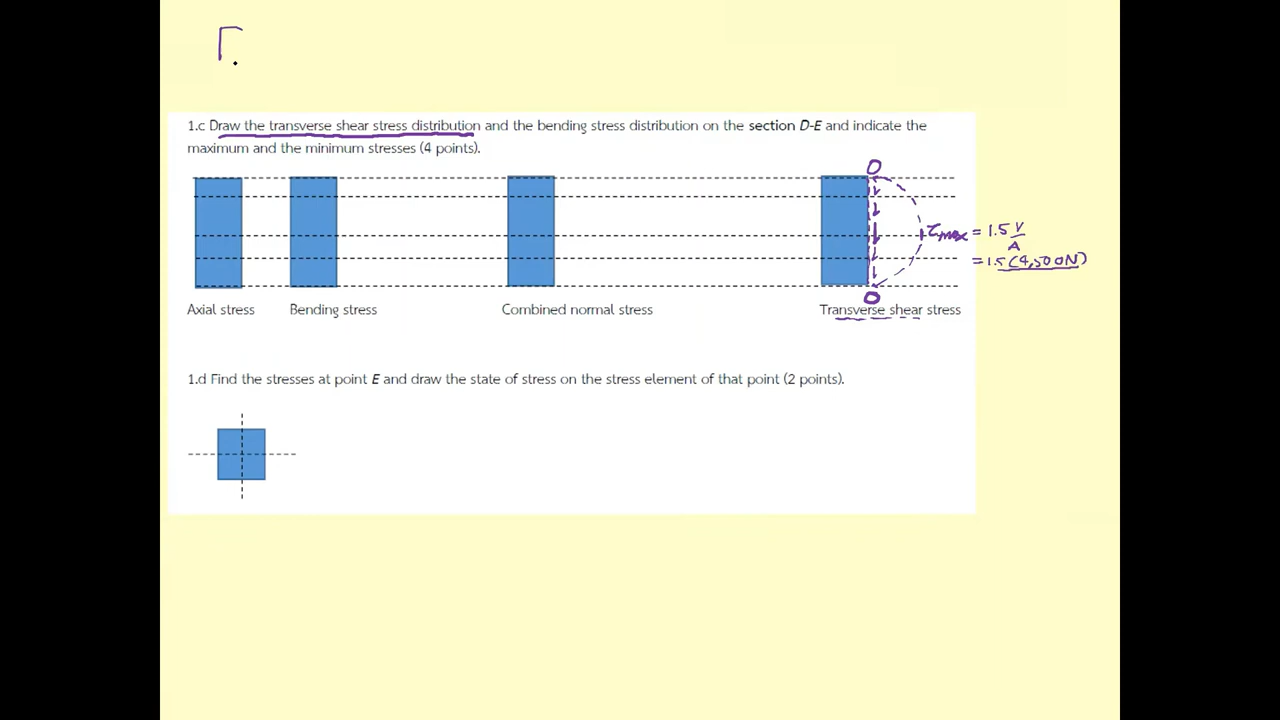 1.c Draw the transverse shear stress distribution and the bending stress distribution on the section D-E and indicate the
maximum and the minimum stresses (4 points).
0
τmax = 1.5 V/A
= 1.5 (4,500N)
0
Axial stress
Bending stress
Combined normal stress
Transverse shear stress
1.d Find the stresses at point E and draw the state of stress on the stress element of that point (2 points).